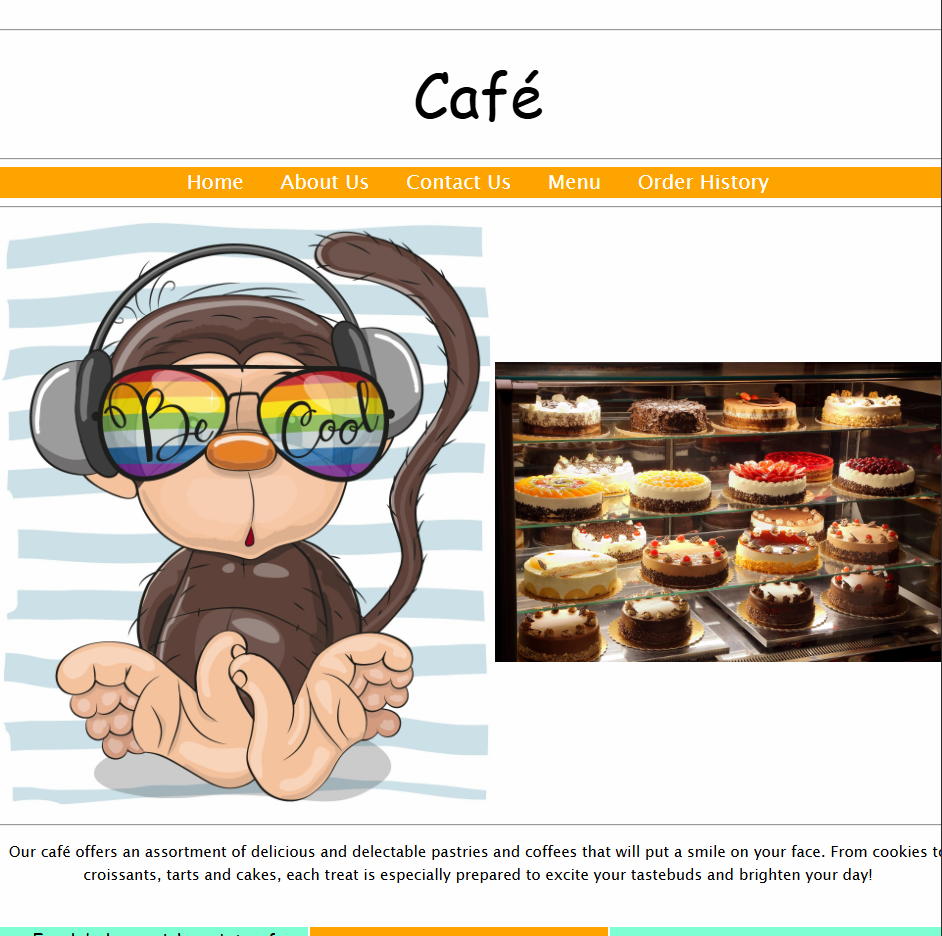 Café
Home About Us Contact Us Menu Order History
Be Cool
Our café offers an assortment of delicious and delectable pastries and coffees that will put a smile on your face. From cookies to
croissants, tarts and cakes, each treat is especially prepared to excite your tastebuds and brighten your day!